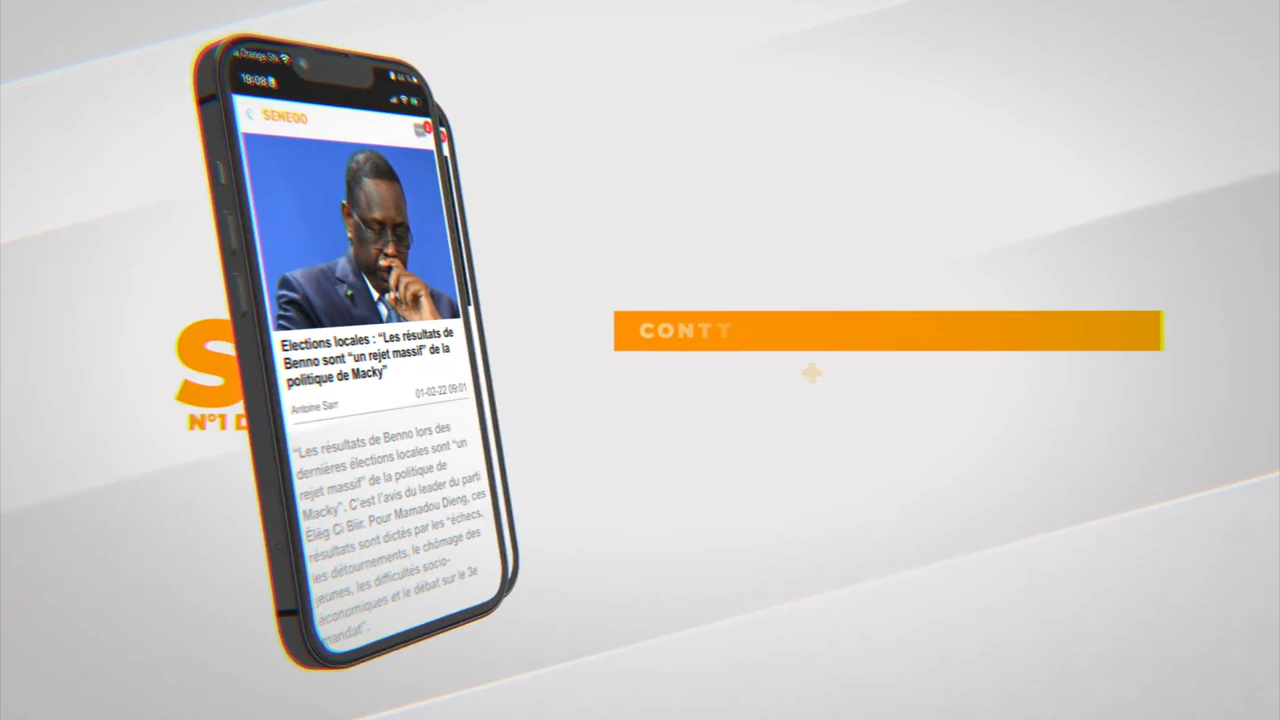 Orange SN
19:08
SENEGO
Elections locales : “Les résultats de
Benno sont “un rejet massif” de la
politique de Macky”
Antoine Sarr
01-02-22 09:01
“Les résultats de Benno lors des
dernières élections locales sont “un
rejet massif” de la politique de
Macky”. C’est l’avis du leader du parti
Élëg Ci Biir. Pour Mamadou Dieng, ces
résultats sont dictés par les “échecs,
les détournements, le chômage des
jeunes, les difficultés socio-
économiques et le débat sur le 3e
mandat”.
S
N°1 D
CONTT